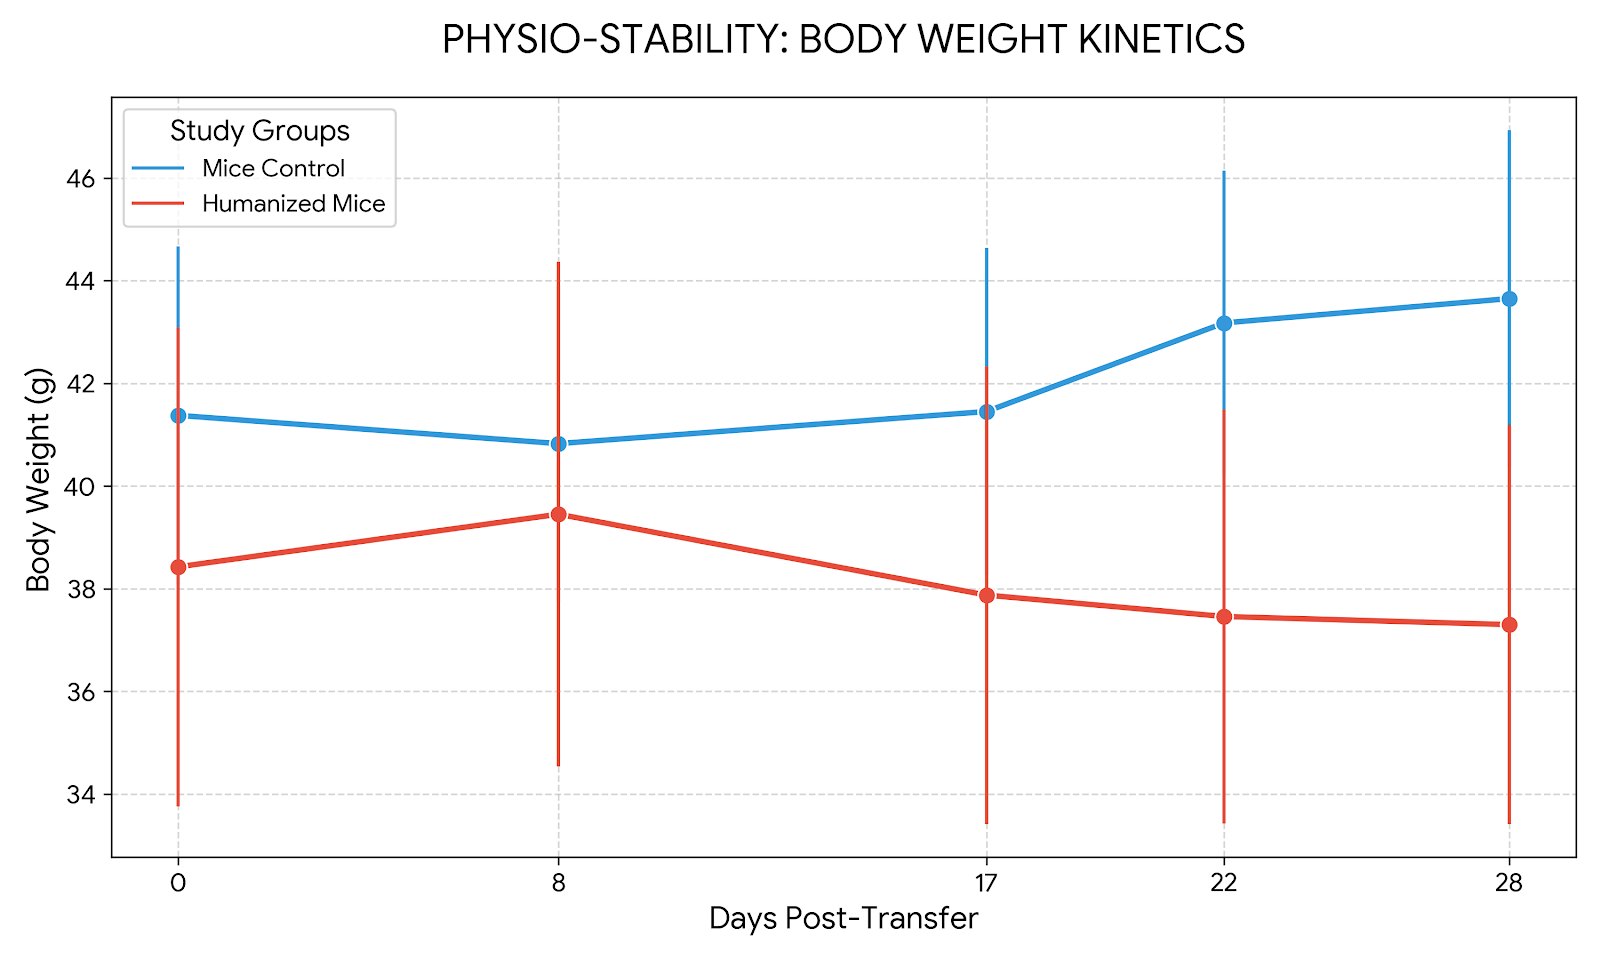 PHYSIO-STABILITY: BODY WEIGHT KINETICS
Study Groups
Mice Control
Humanized Mice
Body Weight (g)
46
44
42
40
38
36
34
0 8 17 22 28
Days Post-Transfer